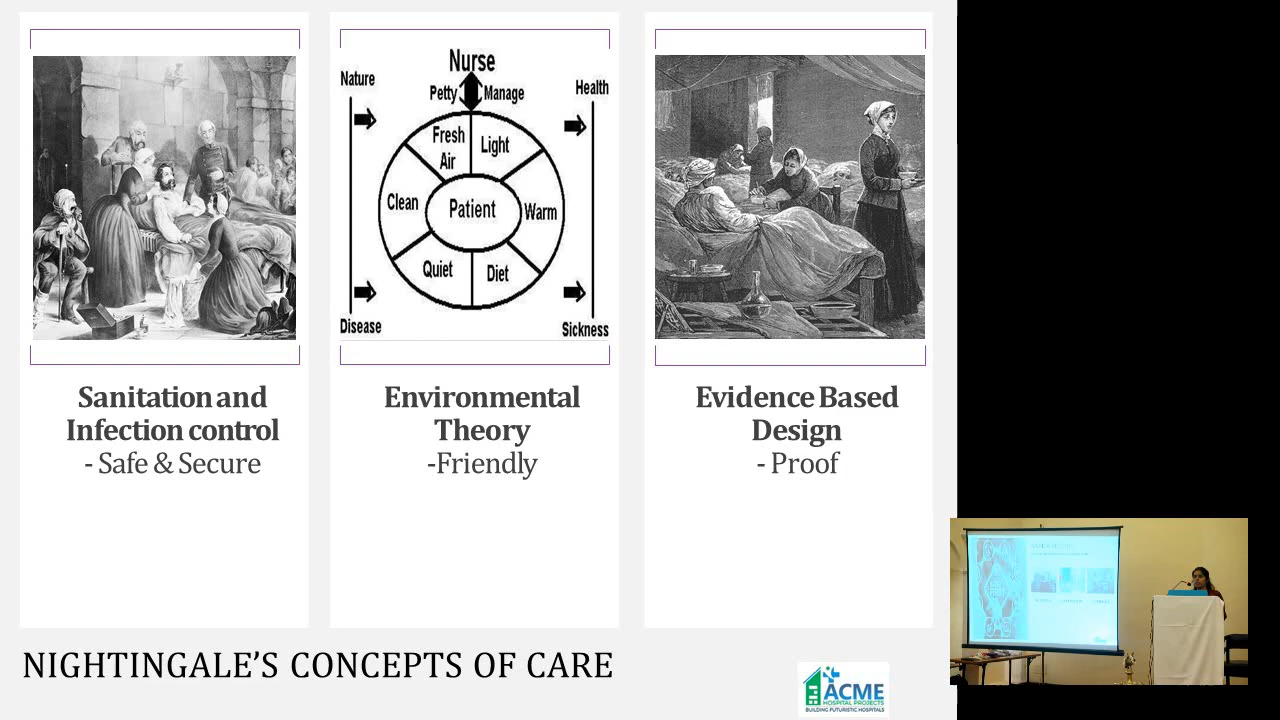 Nurse
Nature
Health
Petty
Manage
Fresh
Air
Light
Clean
Patient
Warm
Quiet
Diet
Disease
Sickness
Sanitation and
Infection control
- Safe & Secure
Environmental
Theory
-Friendly
Evidence Based
Design
- Proof
NIGHTINGALE’S CONCEPTS OF CARE
ACME
HOSPITAL PROJECTS
BUILDING FUTURISTIC HOSPITALS